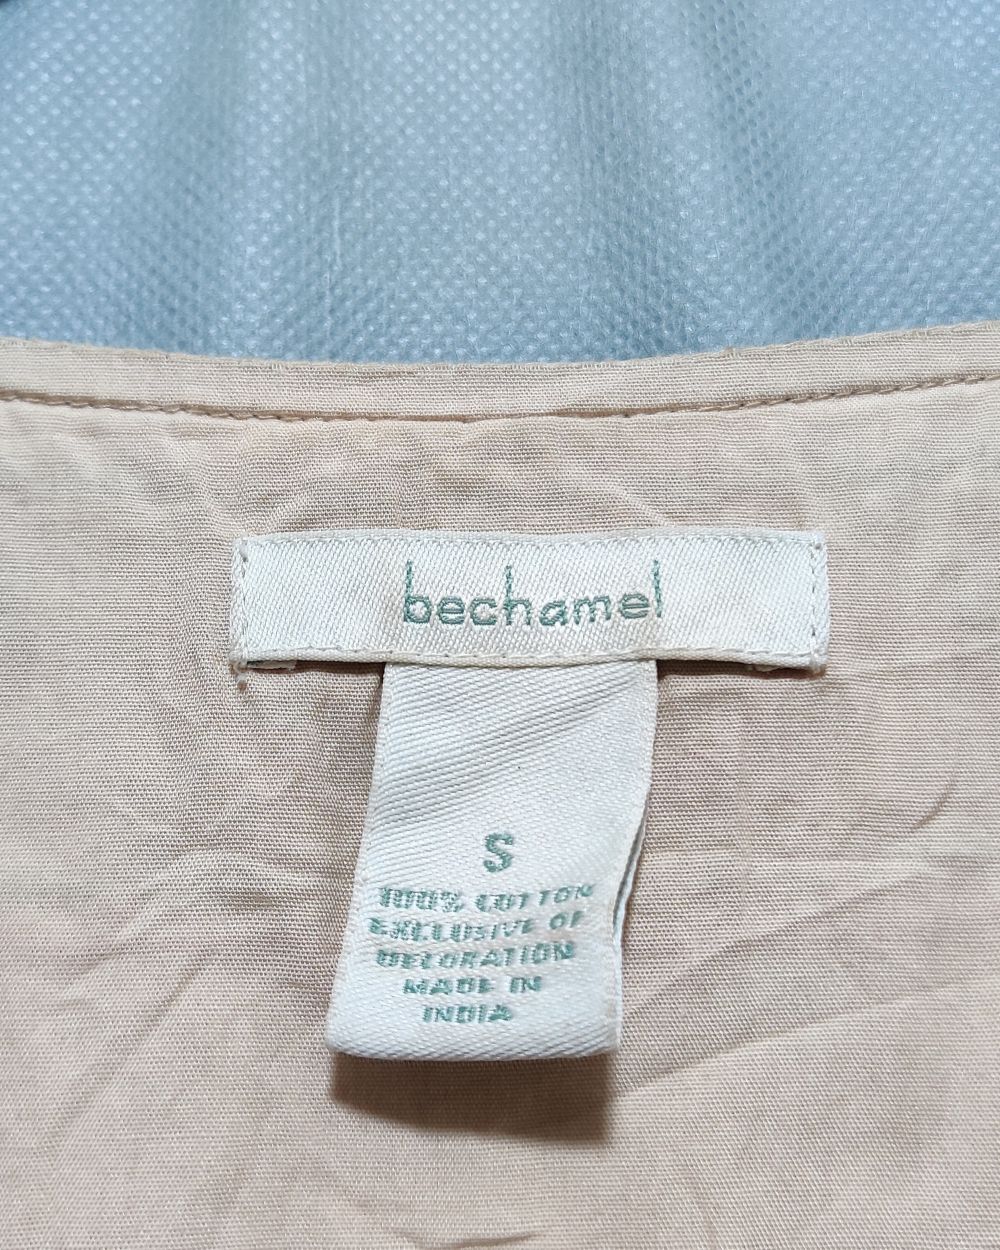 bechamel
S
100% COTTON
EXCLUSIVE OF
DECORATION
MADE IN
INDIA